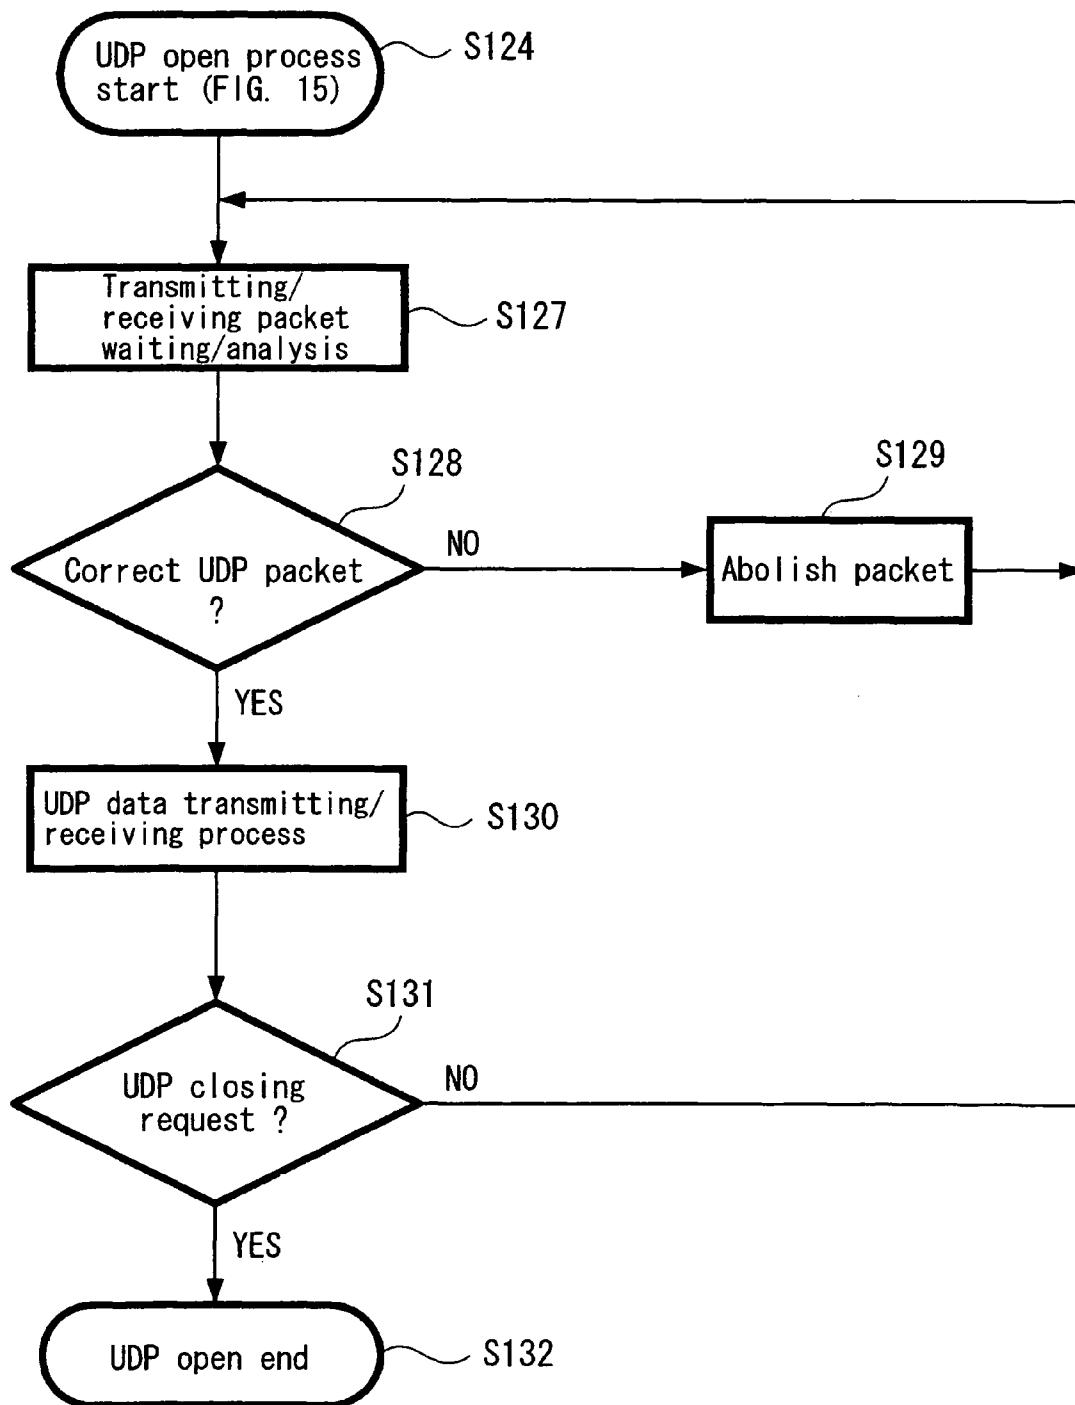 UDP open process
start (FIG. 15)
S124
Transmitting/
receiving packet
waiting/analysis
S127
S128
S129
Correct UDP packet
?
NO
Abolish packet
YES
UDP data transmitting/
receiving process
S130
S131
UDP closing
request ?
NO
YES
UDP open end
S132